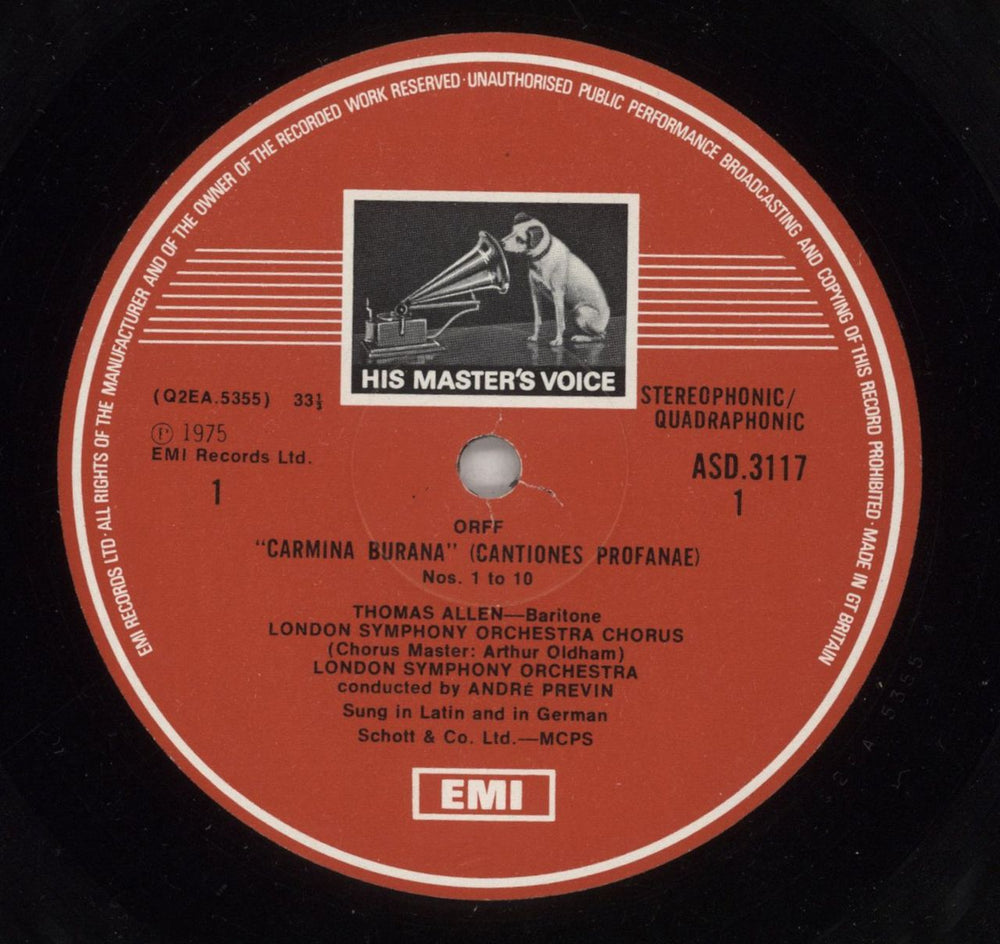 EMI RECORDS LTD · ALL RIGHTS OF THE MANUFACTURER AND OF THE OWNER OF THE RECORDED WORK RESERVED · UNAUTHORISED PUBLIC PERFORMANCE BROADCASTING AND COPYING OF THIS RECORD PROHIBITED · MADE IN GT BRITAIN
HIS MASTER'S VOICE
(Q2EA.5355) 33⅓
Ⓟ 1975
EMI Records Ltd.
1
STEREOPHONIC/
QUADRAPHONIC
ASD.3117
1
ORFF
"CARMINA BURANA" (CANTIONES PROFANAE)
Nos. 1 to 10
THOMAS ALLEN—Baritone
LONDON SYMPHONY ORCHESTRA CHORUS
(Chorus Master: Arthur Oldham)
LONDON SYMPHONY ORCHESTRA
conducted by ANDRÉ PREVIN
Sung in Latin and in German
Schott & Co. Ltd.—MCPS
EMI